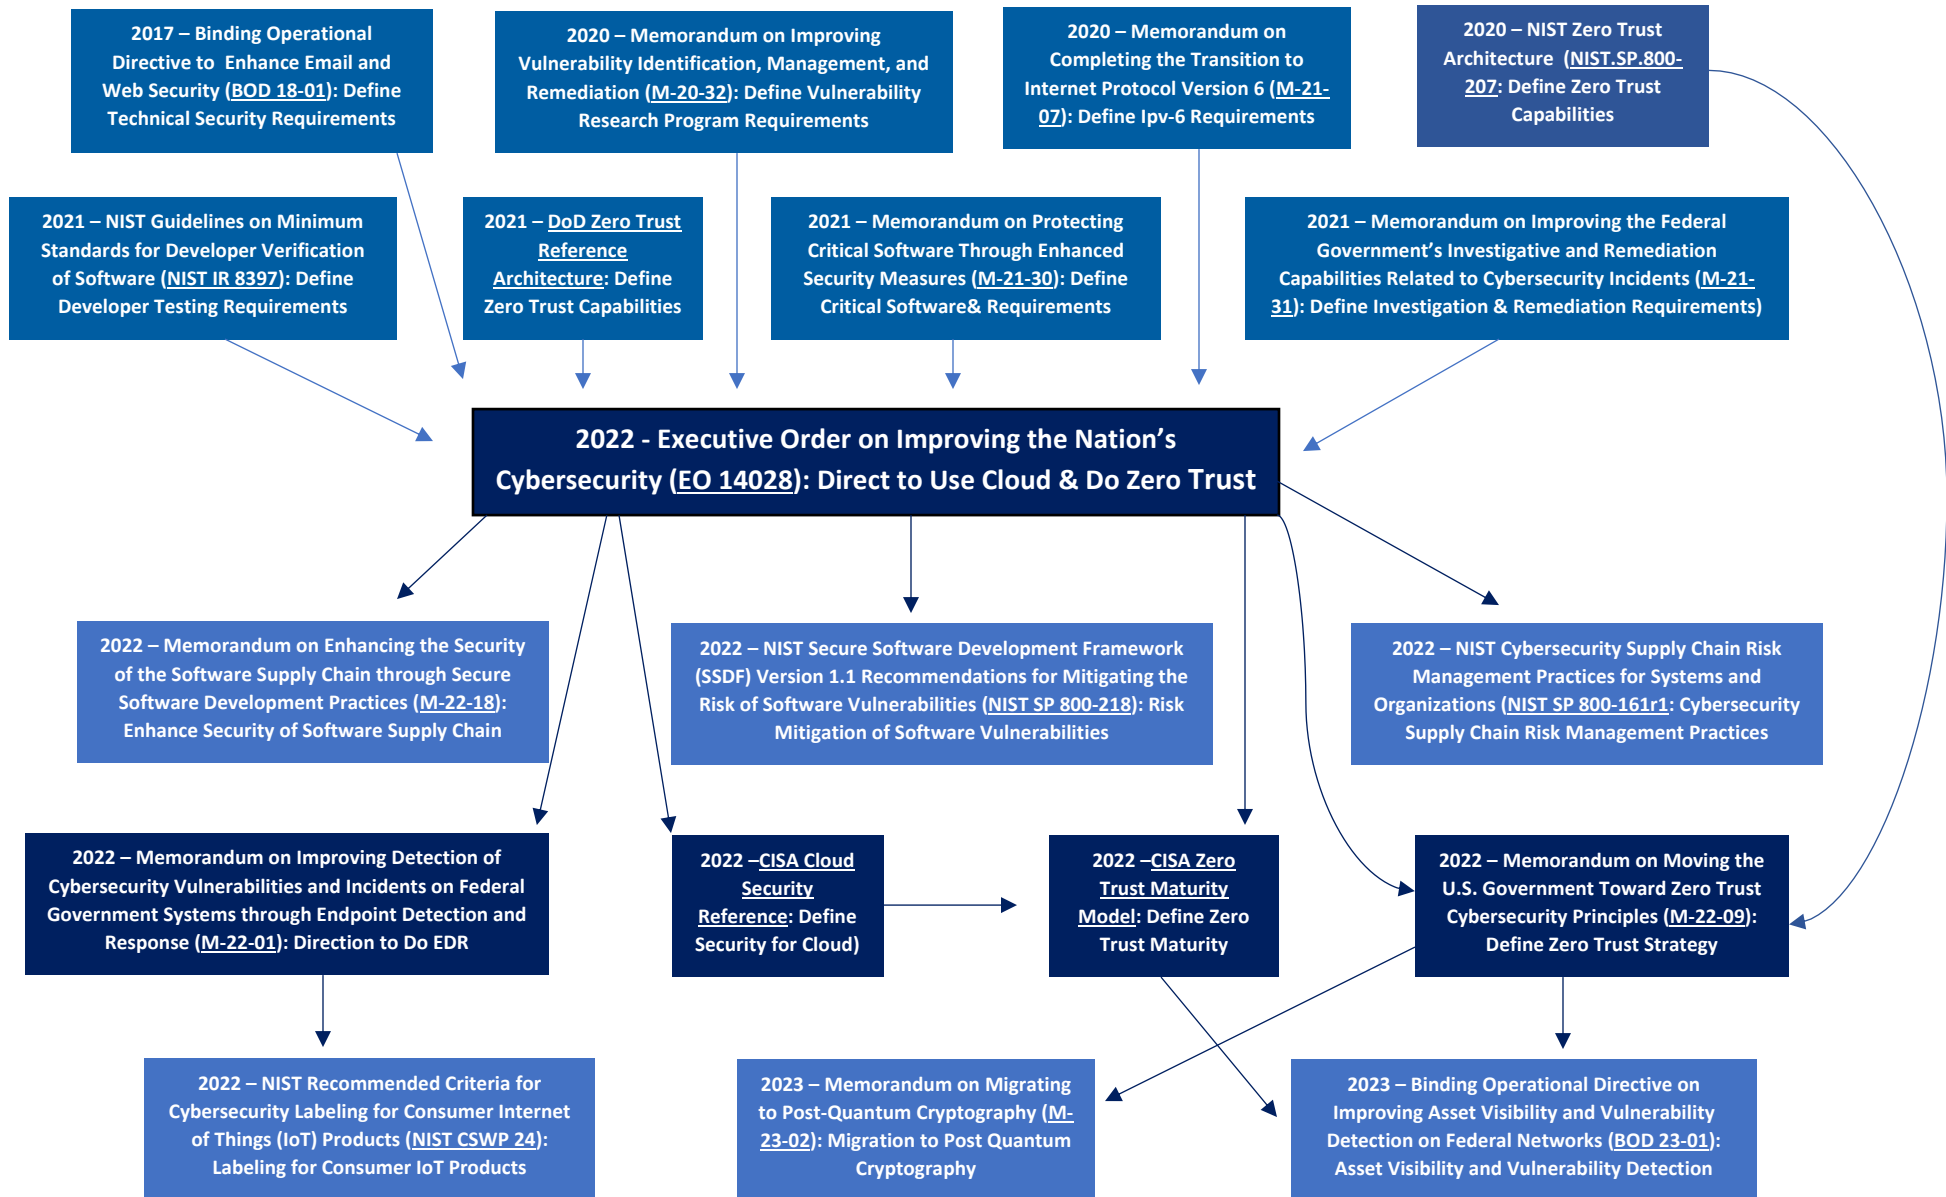 2017 – Binding Operational
Directive to  Enhance Email and
Web Security (BOD 18-01): Define
Technical Security Requirements
2020 – Memorandum on Improving
Vulnerability Identification, Management, and
Remediation (M-20-32): Define Vulnerability
Research Program Requirements
2020 – Memorandum on
Completing the Transition to
Internet Protocol Version 6 (M-21-
07): Define Ipv-6 Requirements
2020 – NIST Zero Trust
Architecture  (NIST.SP.800-
207: Define Zero Trust
Capabilities
2021 – NIST Guidelines on Minimum
Standards for Developer Verification
of Software (NIST IR 8397): Define
Developer Testing Requirements
2021 – DoD Zero Trust
Reference
Architecture: Define
Zero Trust Capabilities
2021 – Memorandum on Protecting
Critical Software Through Enhanced
Security Measures (M-21-30): Define
Critical Software& Requirements
2021 – Memorandum on Improving the Federal
Government’s Investigative and Remediation
Capabilities Related to Cybersecurity Incidents (M-21-
31): Define Investigation & Remediation Requirements)
2022 - Executive Order on Improving the Nation’s
Cybersecurity (EO 14028): Direct to Use Cloud & Do Zero Trust
2022 – Memorandum on Enhancing the Security
of the Software Supply Chain through Secure
Software Development Practices (M-22-18):
Enhance Security of Software Supply Chain
2022 – NIST Secure Software Development Framework
(SSDF) Version 1.1 Recommendations for Mitigating the
Risk of Software Vulnerabilities (NIST SP 800-218): Risk
Mitigation of Software Vulnerabilities
2022 – NIST Cybersecurity Supply Chain Risk
Management Practices for Systems and
Organizations (NIST SP 800-161r1: Cybersecurity
Supply Chain Risk Management Practices
2022 – Memorandum on Improving Detection of
Cybersecurity Vulnerabilities and Incidents on Federal
Government Systems through Endpoint Detection and
Response (M-22-01): Direction to Do EDR
2022 –CISA Cloud
Security
Reference: Define
Security for Cloud)
2022 –CISA Zero
Trust Maturity
Model: Define Zero
Trust Maturity
2022 – Memorandum on Moving the
U.S. Government Toward Zero Trust
Cybersecurity Principles (M-22-09):
Define Zero Trust Strategy
2022 – NIST Recommended Criteria for
Cybersecurity Labeling for Consumer Internet
of Things (IoT) Products (NIST CSWP 24):
Labeling for Consumer IoT Products
2023 – Memorandum on Migrating
to Post-Quantum Cryptography (M-
23-02): Migration to Post Quantum
Cryptography
2023 – Binding Operational Directive on
Improving Asset Visibility and Vulnerability
Detection on Federal Networks (BOD 23-01):
Asset Visibility and Vulnerability Detection